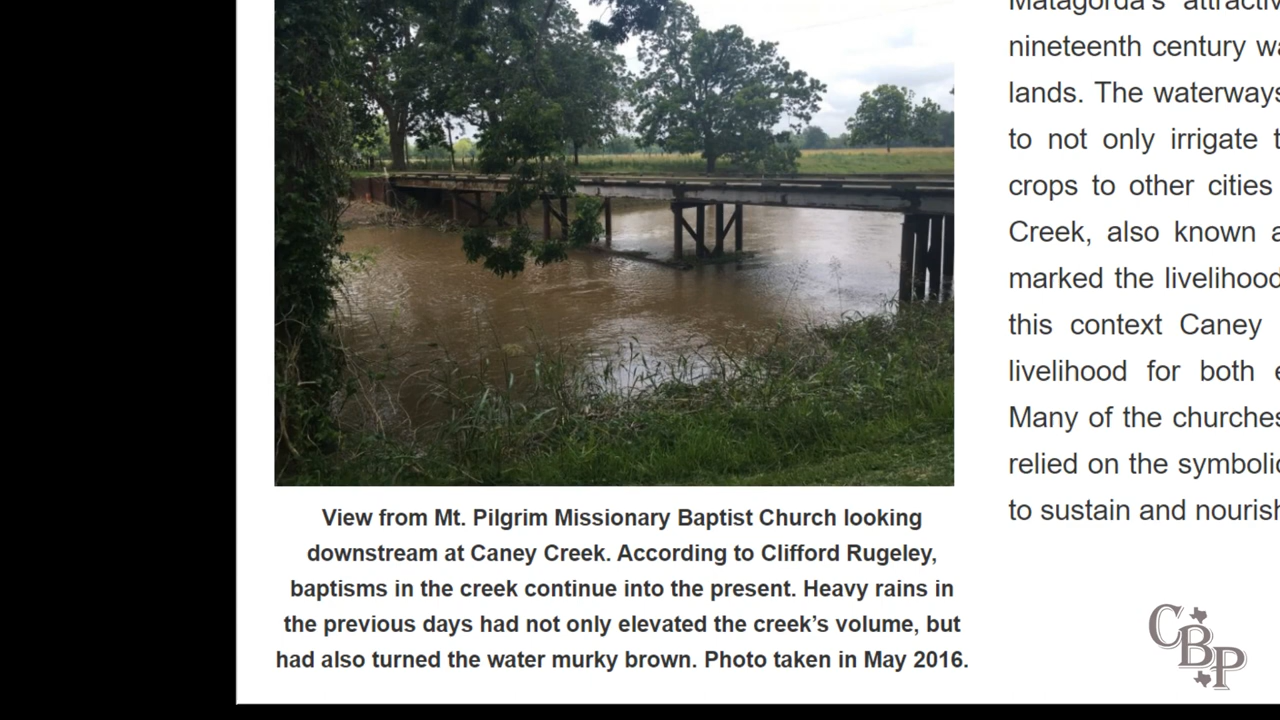 View from Mt. Pilgrim Missionary Baptist Church looking
downstream at Caney Creek. According to Clifford Rugeley,
baptisms in the creek continue into the present. Heavy rains in
the previous days had not only elevated the creek’s volume, but
had also turned the water murky brown. Photo taken in May 2016.
Matagorda's
nineteenth century
lands. The waterways
to not only irrigate
crops to other cities
Creek, also known
marked the livelihood
this context Caney
livelihood for both
Many of the churches
relied on the
to sustain and
CBP